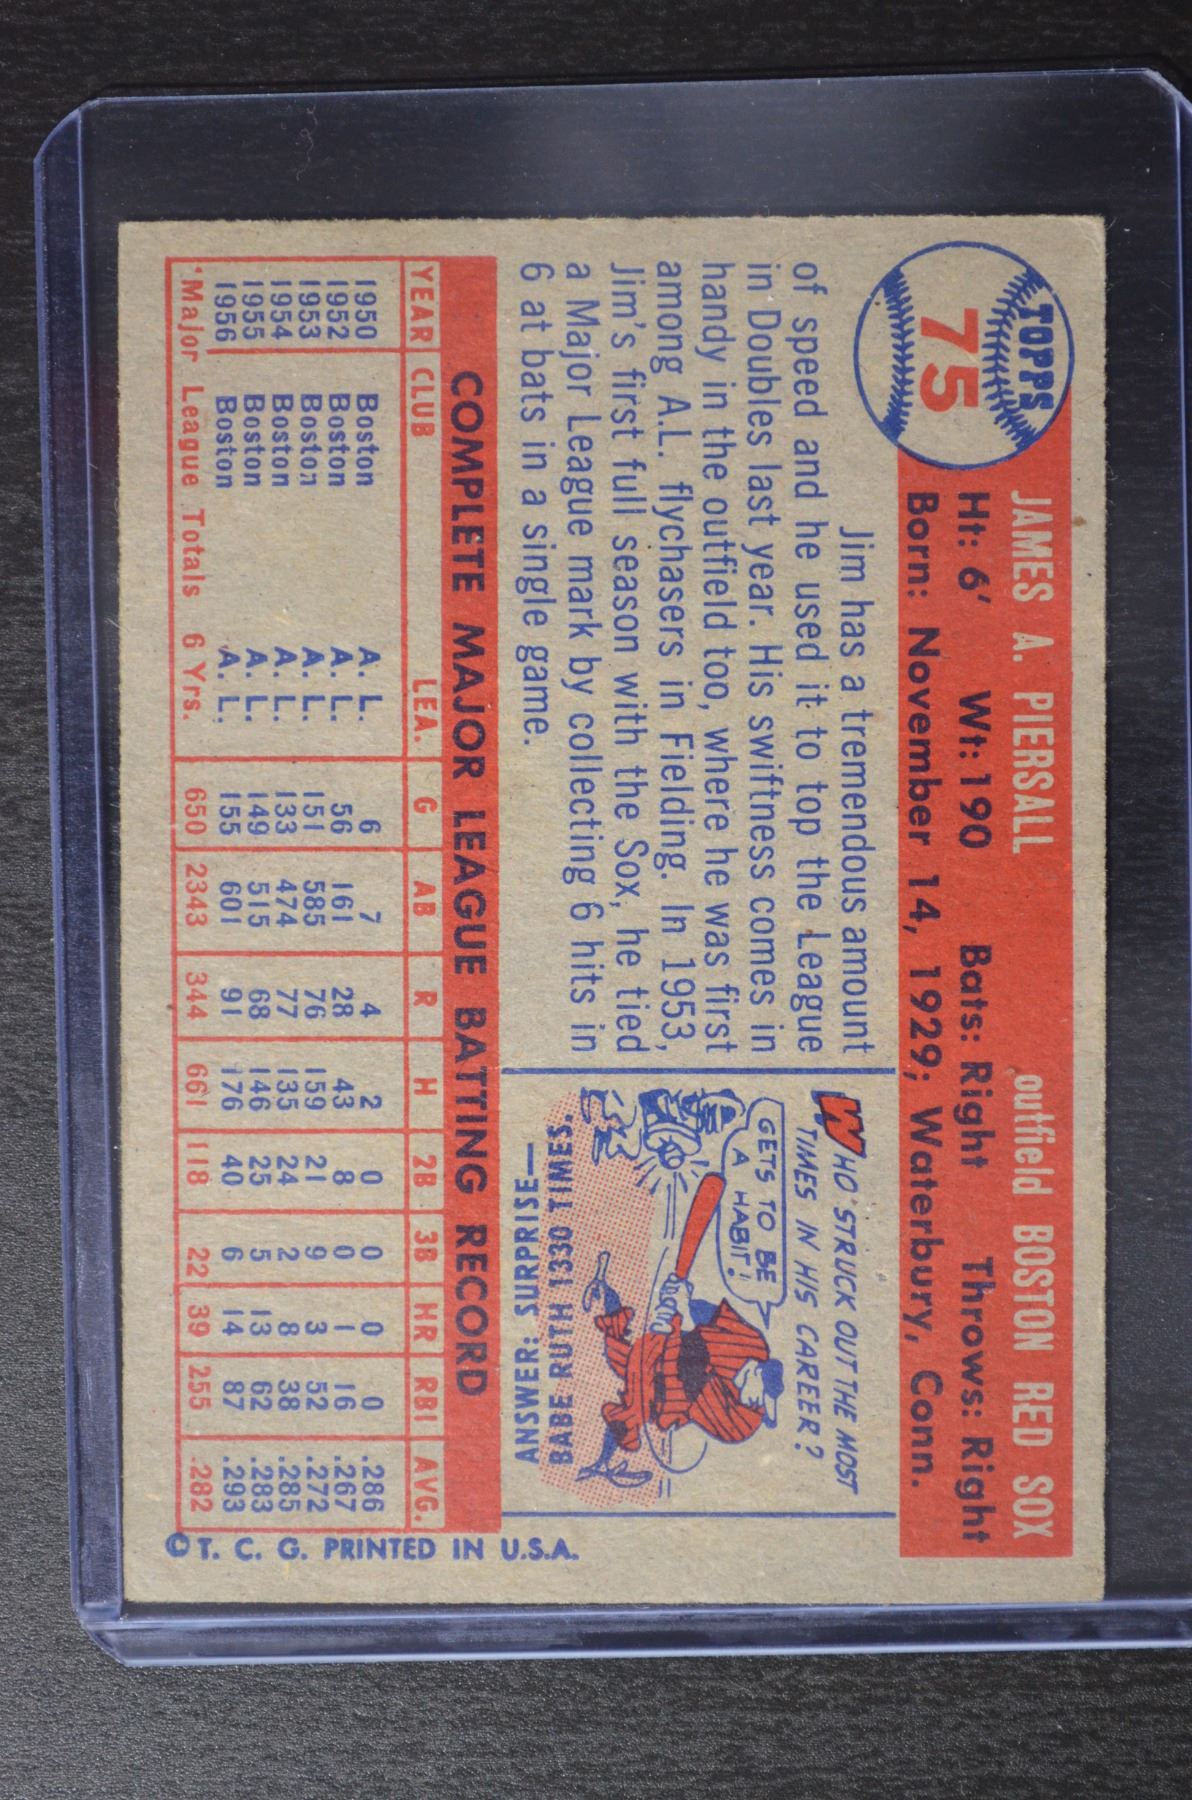 TOPPS
75
JAMES A. PIERSALL outfield BOSTON RED SOX
Ht: 6' Wt: 190 Bats: Right Throws: Right
Born: November 14, 1929; Waterbury, Conn.
Jim has a tremendous amount
of speed and he used it to top the League
in Doubles last year. His swiftness comes in
handy in the outfield too, where he was first
among A.L. flychasers in Fielding. In 1953,
Jim's first full season with the Sox, he tied
a Major League mark by collecting 6 hits in
6 at bats in a single game.
WHO STRUCK OUT THE MOST
TIMES IN HIS CAREER?
GETS TO BE
A HABIT!
ANSWER: SURPRISE—
BABE RUTH 1330 TIMES.
COMPLETE MAJOR LEAGUE BATTING RECORD
YEAR CLUB LEA. G AB R H 2B 3B HR RBI AVG.
1950 Boston A. L. 6 7 4 2 0 0 0 0 .286
1952 Boston A. L. 56 161 28 43 8 0 1 16 .267
1953 Boston A. L. 151 585 76 159 21 9 3 52 .272
1954 Boston A. L. 133 474 77 135 24 2 8 38 .285
1955 Boston A. L. 149 515 68 146 25 5 13 62 .283
1956 Boston A. L. 155 601 91 176 40 6 14 87 .293
Major League Totals 6 Yrs. 650 2343 344 661 118 22 39 255 .282
© T. C. G. PRINTED IN U.S.A.